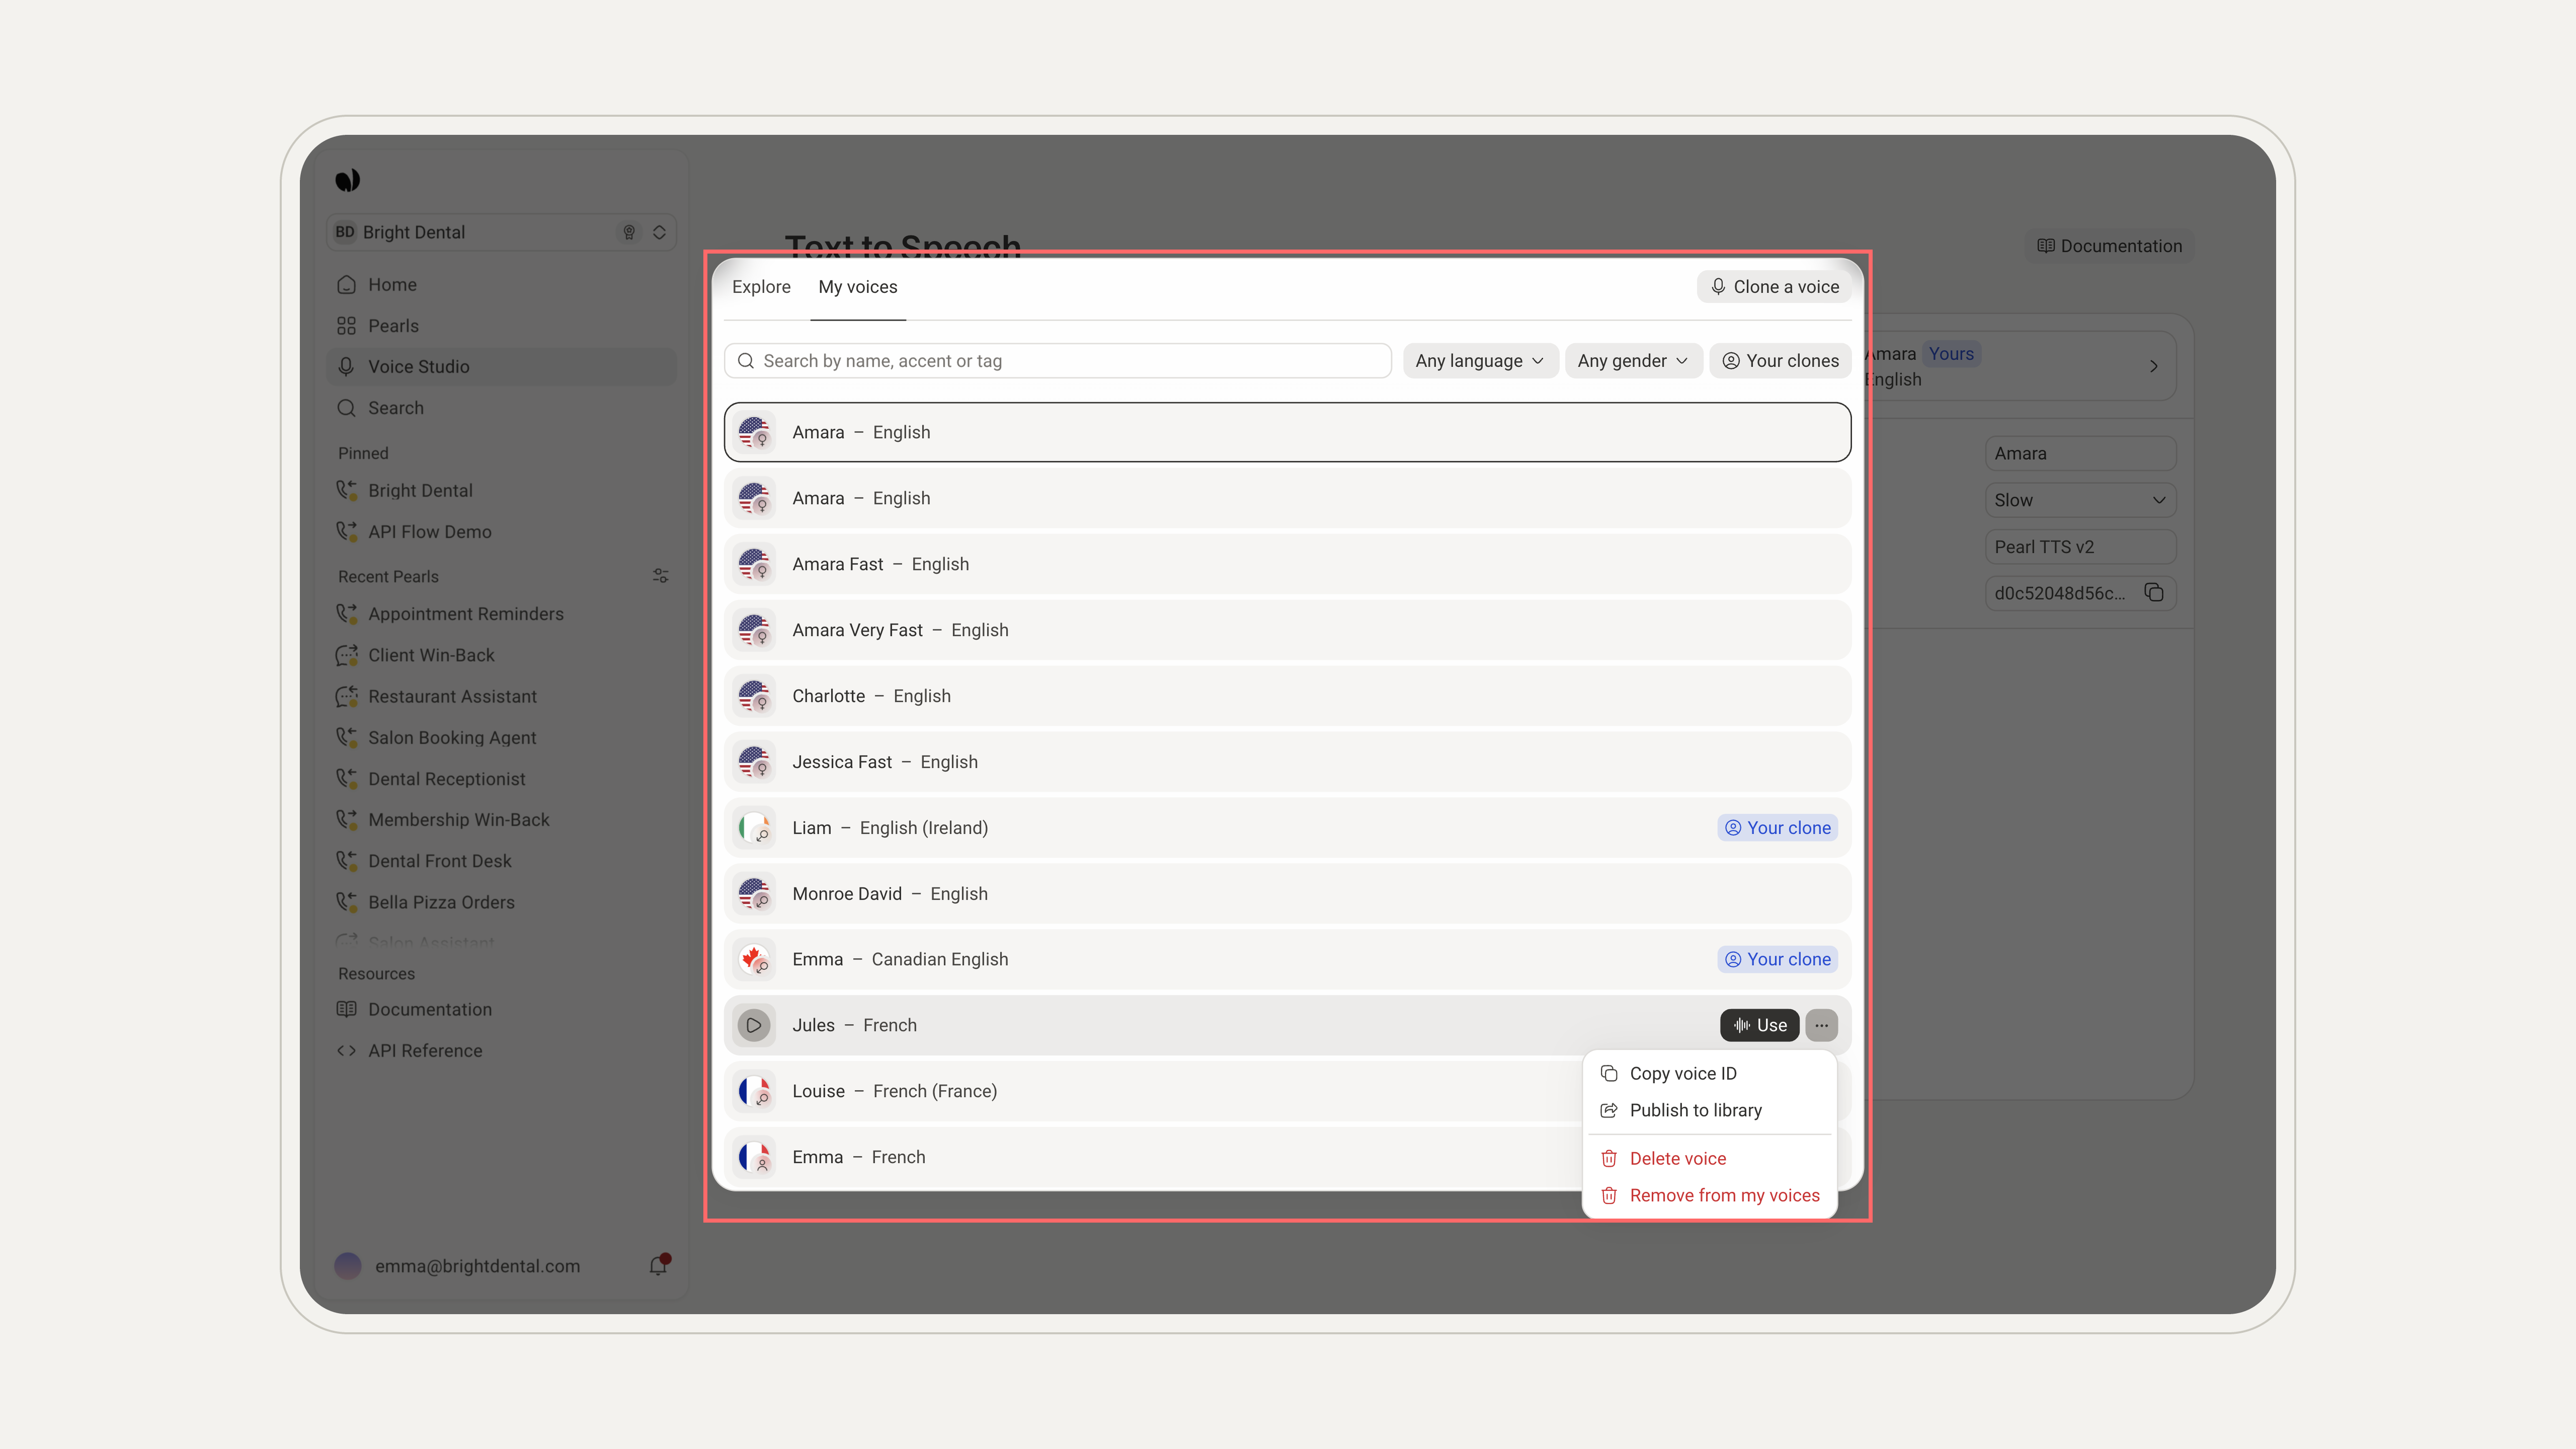 BD Bright Dental
Home
Pearls
Voice Studio
Search
Pinned
Bright Dental
API Flow Demo
Recent Pearls
Appointment Reminders
Client Win-Back
Restaurant Assistant
Salon Booking Agent
Dental Receptionist
Membership Win-Back
Dental Front Desk
Bella Pizza Orders
Salon Assistant
Resources
Documentation
API Reference
emma@brightdental.com
Text to Speech
Documentation
Explore
My voices
Clone a voice
Search by name, accent or tag
Any language
Any gender
Your clones
Amara – English
Amara – English
Amara Fast – English
Amara Very Fast – English
Charlotte – English
Jessica Fast – English
Liam – English (Ireland)
Your clone
Monroe David – English
Emma – Canadian English
Your clone
Jules – French
Use
Louise – French (France)
Emma – French
Copy voice ID
Publish to library
Delete voice
Remove from my voices
Amara Yours
English
Amara
Slow
Pearl TTS v2
d0c52048d56c...